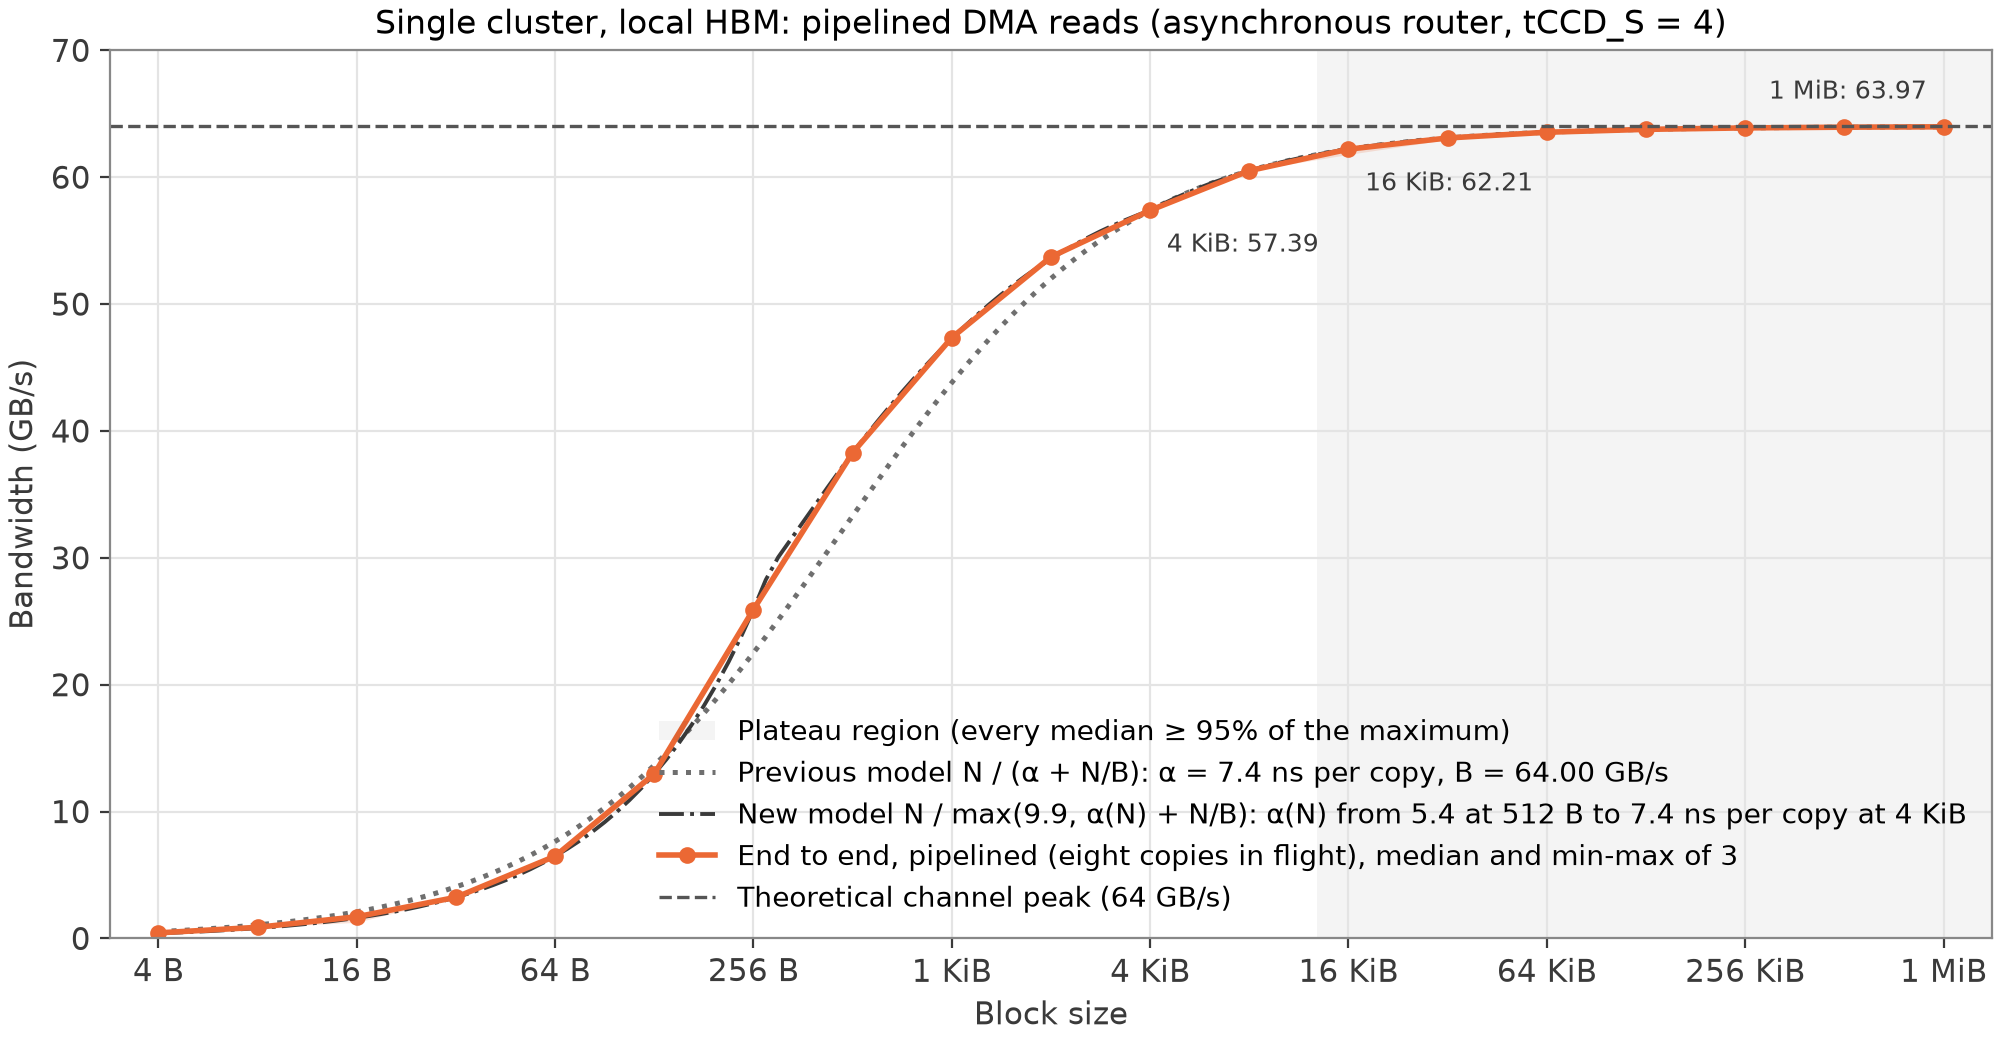 Single cluster, local HBM: pipelined DMA reads (asynchronous router, tCCD_S = 4)
70
60
50
40
30
20
10
0
Bandwidth (GB/s)
1 MiB: 63.97
16 KiB: 62.21
4 KiB: 57.39
Plateau region (every median ≥ 95% of the maximum)
Previous model N / (α + N/B): α = 7.4 ns per copy, B = 64.00 GB/s
New model N / max(9.9, α(N) + N/B): α(N) from 5.4 at 512 B to 7.4 ns per copy at 4 KiB
End to end, pipelined (eight copies in flight), median and min-max of 3
Theoretical channel peak (64 GB/s)
4 B
16 B
64 B
256 B
1 KiB
4 KiB
16 KiB
64 KiB
256 KiB
1 MiB
Block size